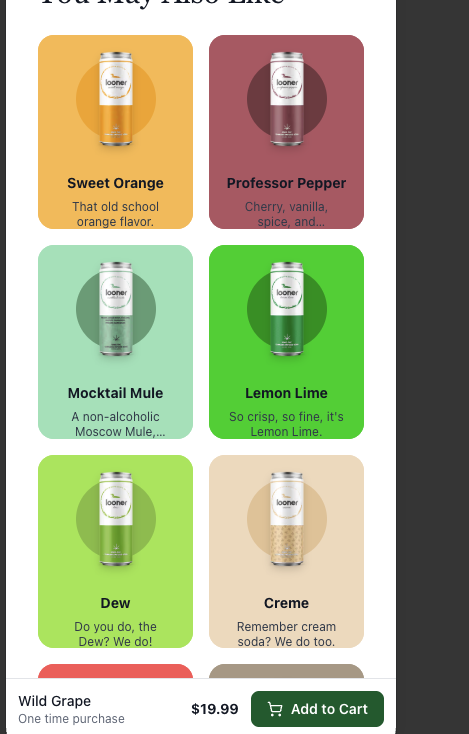 You May Also Like
looner
Sweet Orange
That old school
orange flavor.
looner
Professor Pepper
Cherry, vanilla,
spice, and...
looner
Mocktail Mule
A non-alcoholic
Moscow Mule,...
looner
Lemon Lime
So crisp, so fine, it's
Lemon Lime.
looner
Dew
Do you do, the
Dew? We do!
looner
Creme
Remember cream
soda? We do too.
Wild Grape
One time purchase
$19.99
Add to Cart